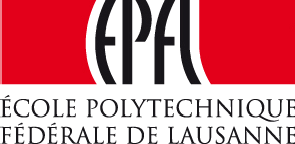 EPFL
ÉCOLE POLYTECHNIQUE
FÉDÉRALE DE LAUSANNE